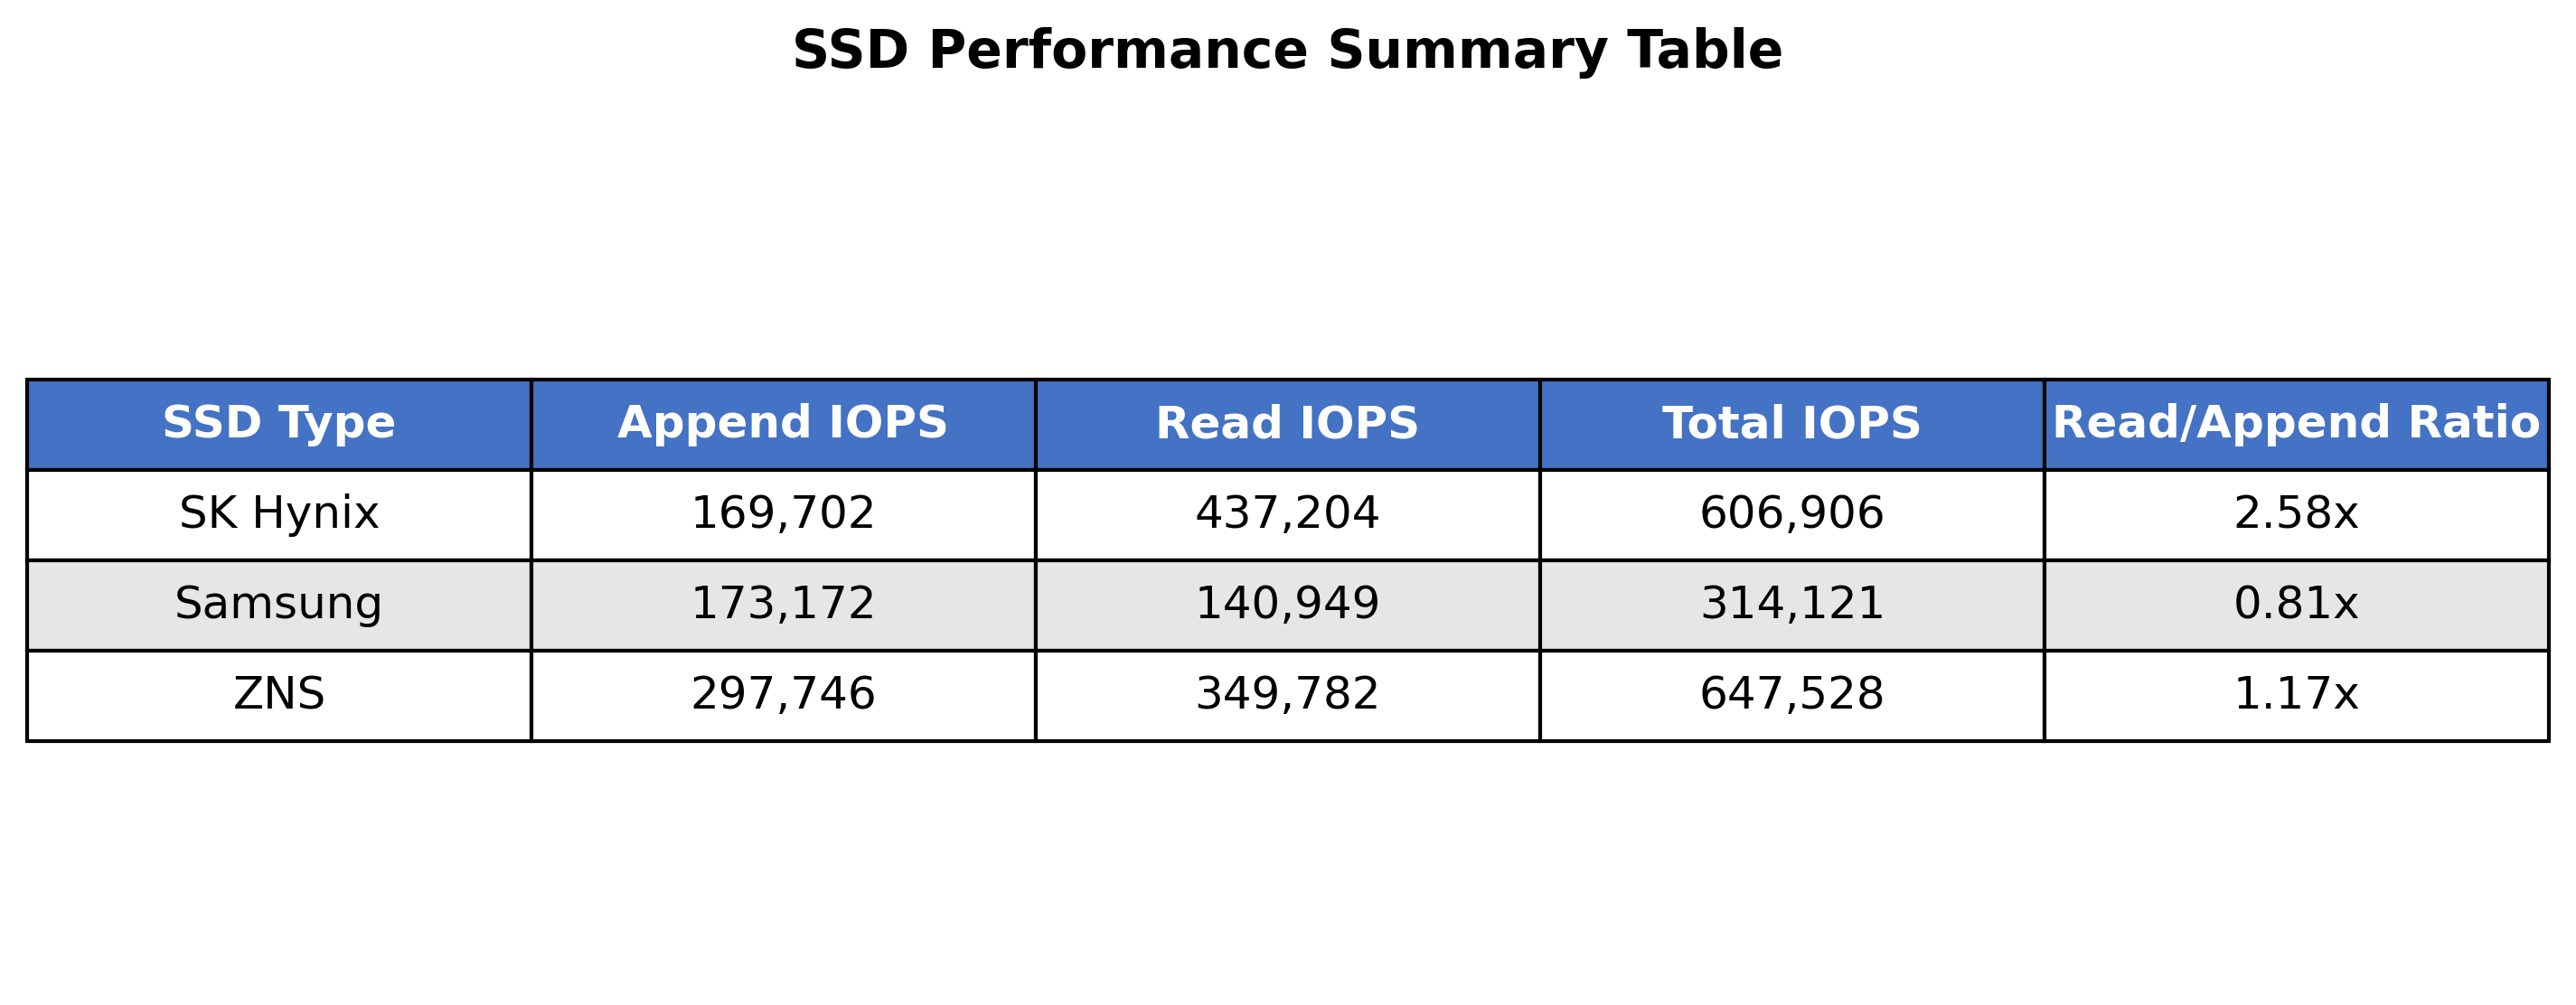 SSD Performance Summary Table
SSD Type Append IOPS Read IOPS Total IOPS Read/Append Ratio
SK Hynix 169,702 437,204 606,906 2.58x
Samsung 173,172 140,949 314,121 0.81x
ZNS 297,746 349,782 647,528 1.17x